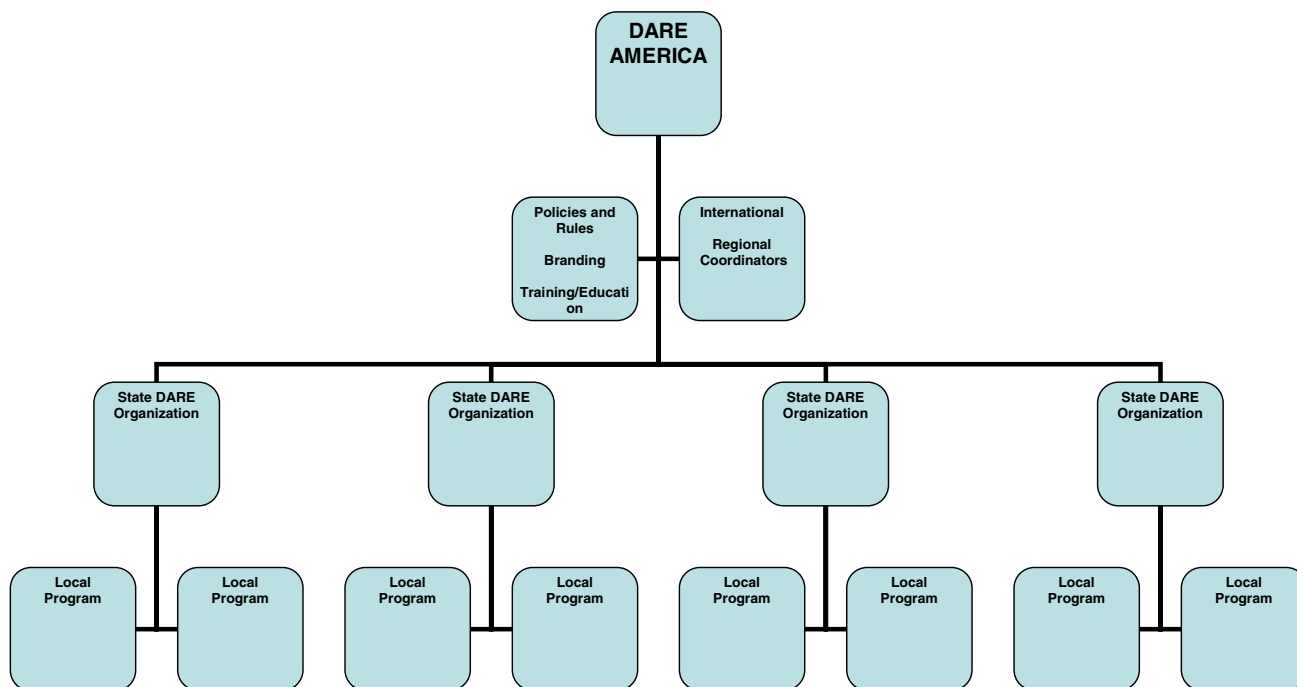 DARE
AMERICA
Policies and
Rules
Branding
Training/Educati
on
International
Regional
Coordinators
State DARE
Organization
State DARE
Organization
State DARE
Organization
State DARE
Organization
Local
Program
Local
Program
Local
Program
Local
Program
Local
Program
Local
Program
Local
Program
Local
Program